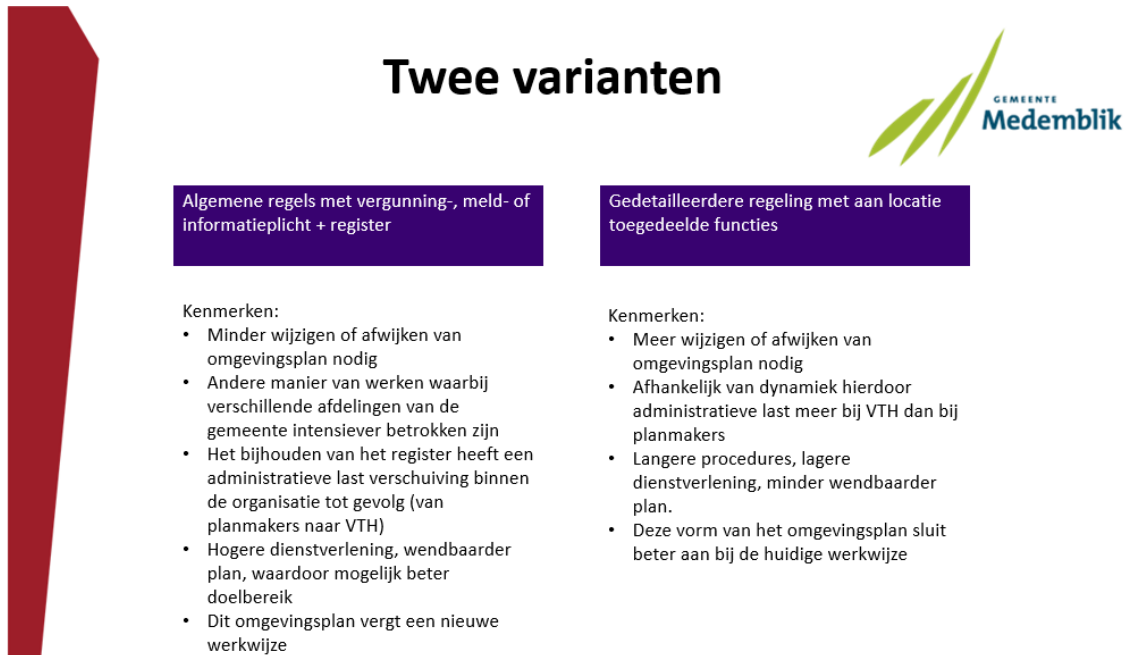 Twee varianten
GEMEENTE
Medemblik
Algemene regels met vergunning-, meld- of
informatieplicht + register
Kenmerken:
• Minder wijzigen of afwijken van
omgevingsplan nodig
• Andere manier van werken waarbij
verschillende afdelingen van de
gemeente intensiever betrokken zijn
• Het bijhouden van het register heeft een
administratieve last verschuiving binnen
de organisatie tot gevolg (van
planmakers naar VTH)
• Hogere dienstverlening, wendbaarder
plan, waardoor mogelijk beter
doelbereik
• Dit omgevingsplan vergt een nieuwe
werkwijze
Gedetailleerdere regeling met aan locatie
toegedeelde functies
Kenmerken:
• Meer wijzigen of afwijken van
omgevingsplan nodig
• Afhankelijk van dynamiek hierdoor
administratieve last meer bij VTH dan bij
planmakers
• Langere procedures, lagere
dienstverlening, minder wendbaarder
plan.
• Deze vorm van het omgevingsplan sluit
beter aan bij de huidige werkwijze